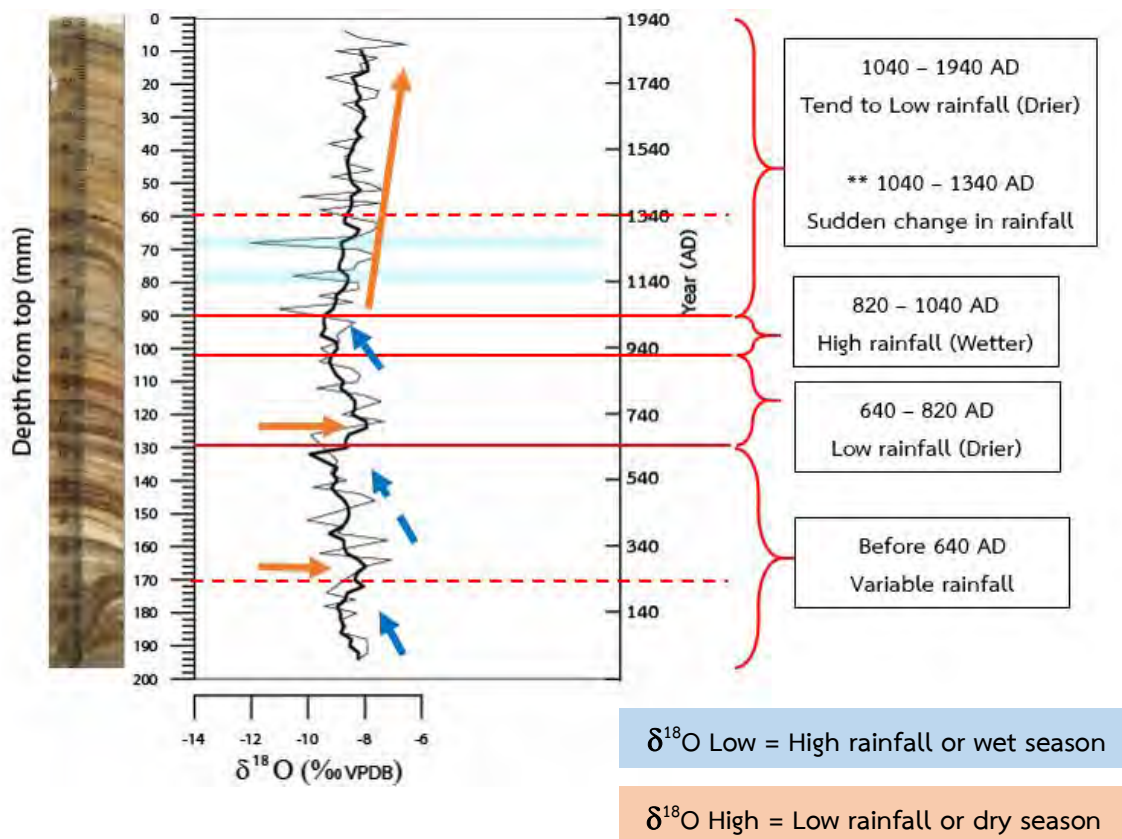 Depth from top (mm)
0
10
20
30
40
50
60
70
80
90
100
110
120
130
140
150
160
170
180
190
200
-14
-12
-10
-8
-6
δ¹⁸O (‰ VPDB)
1940
1740
1540
1340
1140
940
740
540
340
140
Year (AD)
1040 – 1940 AD
Tend to Low rainfall (Drier)
** 1040 – 1340 AD
Sudden change in rainfall
820 – 1040 AD
High rainfall (Wetter)
640 – 820 AD
Low rainfall (Drier)
Before 640 AD
Variable rainfall
δ¹⁸O Low = High rainfall or wet season
δ¹⁸O High = Low rainfall or dry season